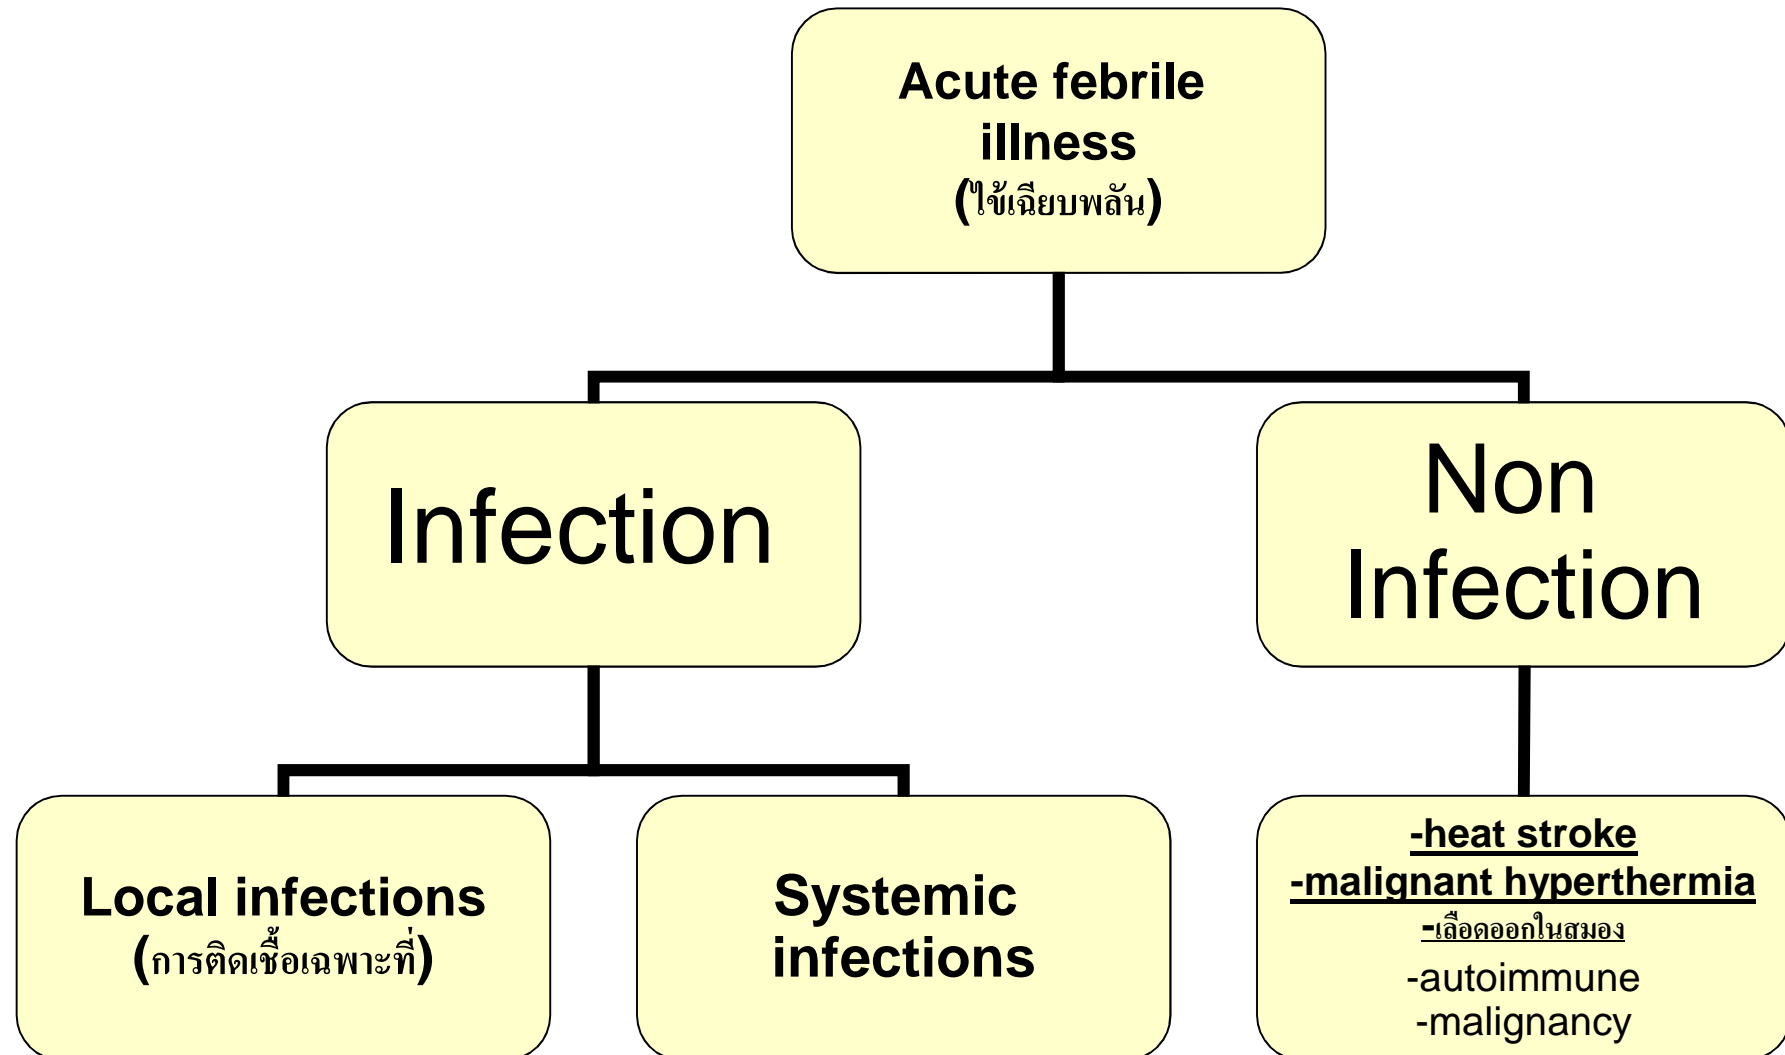 Acute febrile
illness
(ไข้เฉียบพลัน)
Infection
Non
Infection
Local infections
(การติดเชื้อเฉพาะที่)
Systemic
infections
-heat stroke
-malignant hyperthermia
-เลือดออกในสมอง
-autoimmune
-malignancy